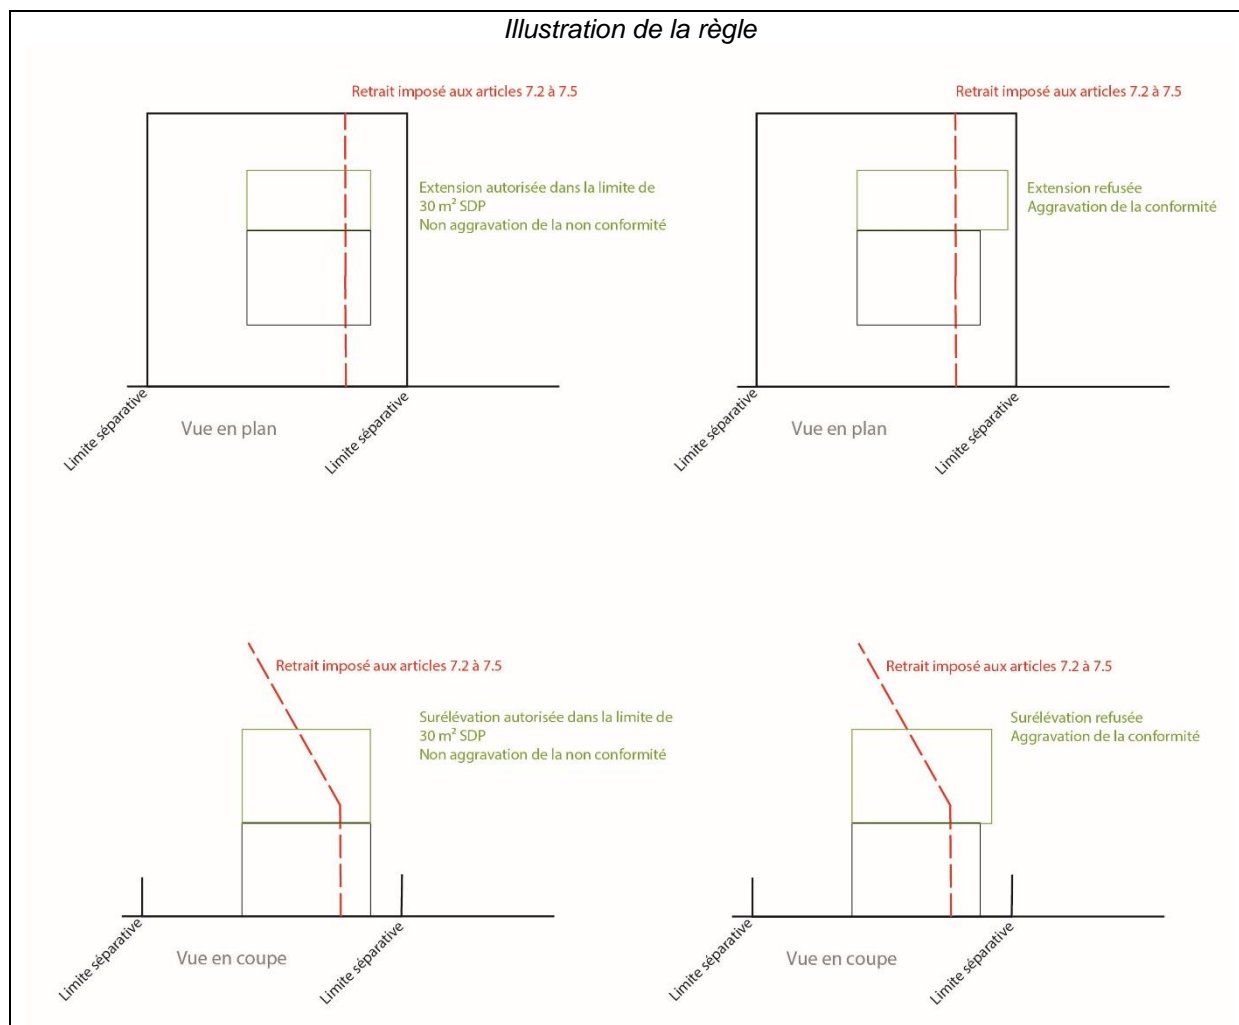 Illustration de la règle
Retrait imposé aux articles 7.2 à 7.5
Extension autorisée dans la limite de
30 m² SDP
Non aggravation de la non conformité
Limite séparative
Vue en plan
Limite séparative
Retrait imposé aux articles 7.2 à 7.5
Extension refusée
Aggravation de la conformité
Limite séparative
Vue en plan
Limite séparative
Retrait imposé aux articles 7.2 à 7.5
Surélévation autorisée dans la limite de
30 m² SDP
Non aggravation de la non conformité
Limite séparative
Vue en coupe
Limite séparative
Retrait imposé aux articles 7.2 à 7.5
Surélévation refusée
Aggravation de la conformité
Limite séparative
Vue en coupe
Limite séparative